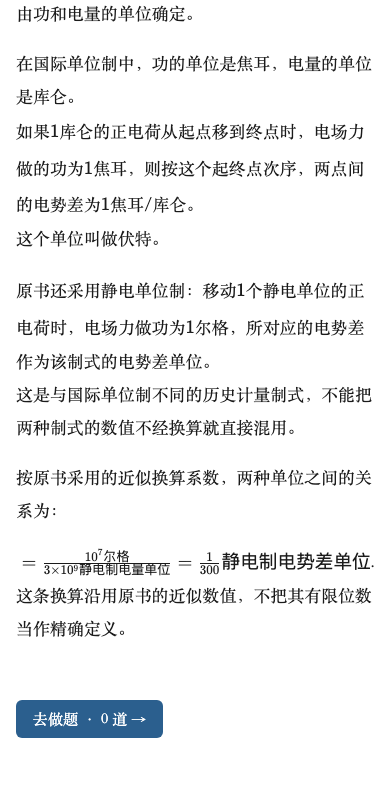 由功和电量的单位确定。
在国际单位制中，功的单位是焦耳，电量的单位
是库仑。
如果1库仑的正电荷从起点移到终点时，电场力
做的功为1焦耳，则按这个起终点次序，两点间
的电势差为1焦耳/库仑。
这个单位叫做伏特。
原书还采用静电单位制：移动1个静电单位的正
电荷时，电场力做功为1尔格，所对应的电势差
作为该制式的电势差单位。
这是与国际单位制不同的历史计量制式，不能把
两种制式的数值不经换算就直接混用。
按原书采用的近似换算系数，两种单位之间的关
系为：
= 10⁷尔格 / 3×10⁹静电制电量单位 = 1/300 静电制电势差单位.
这条换算沿用原书的近似数值，不把其有限位数
当作精确定义。
去做题 · 0 道 →